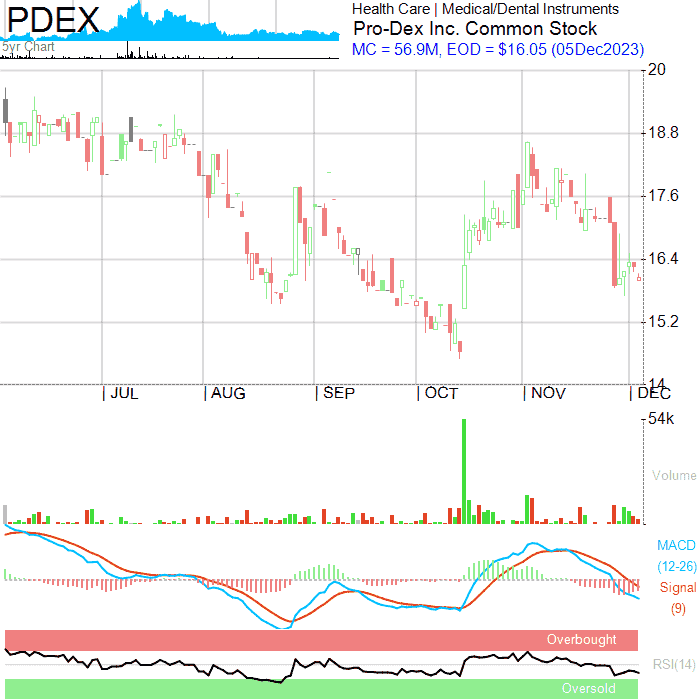 PDEX
5yr Chart
Health Care | Medical/Dental Instruments
Pro-Dex Inc. Common Stock
MC = 56.9M, EOD = $16.05 (05Dec2023)
20
18.8
17.6
16.4
15.2
14
| JUL | AUG | SEP | OCT | NOV | DEC
54k
Volume
MACD
(12-26)
Signal
(9)
Overbought
RSI(14)
Oversold